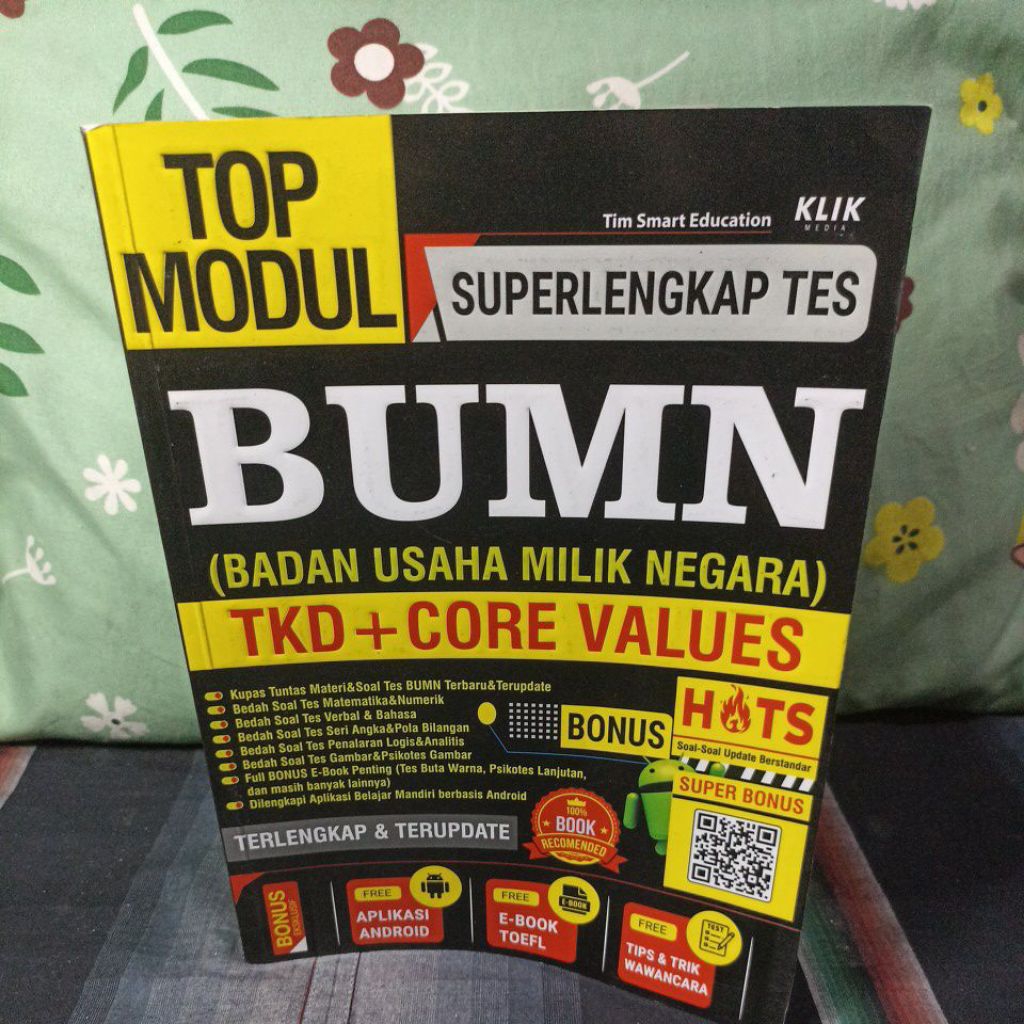 TOP
MODUL
Tim Smart Education
KLIK
MEDIA
SUPERLENGKAP TES
BUMN
(BADAN USAHA MILIK NEGARA)
TKD + CORE VALUES
Kupas Tuntas Materi&Soal Tes BUMN Terbaru&Terupdate
Bedah Soal Tes Matematika&Numerik
Bedah Soal Tes Verbal & Bahasa
Bedah Soal Tes Seri Angka&Pola Bilangan
Bedah Soal Tes Penalaran Logis&Analitis
Bedah Soal Tes Gambar&Psikotes Gambar
Full BONUS E-Book Penting (Tes Buta Warna, Psikotes Lanjutan,
dan masih banyak lainnya)
Dilengkapi Aplikasi Belajar Mandiri berbasis Android
BONUS
HOTS
Soal-Soal Update Berstandar
SUPER BONUS
100%
BOOK
RECOMENDED
TERLENGKAP & TERUPDATE
BONUS
EKSKLUSIF
FREE
APLIKASI
ANDROID
FREE
E-BOOK
E-BOOK
TOEFL
FREE
TEST
TIPS & TRIK
WAWANCARA